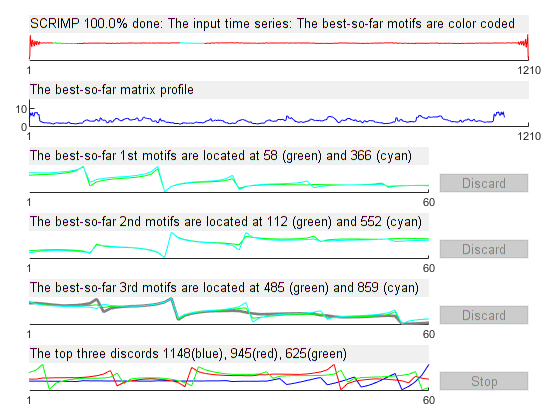 SCRIMP 100.0% done: The input time series: The best-so-far motifs are color coded
1 1210
The best-so-far matrix profile
10
0
1 1210
The best-so-far 1st motifs are located at 58 (green) and 366 (cyan)
Discard
1 60
The best-so-far 2nd motifs are located at 112 (green) and 552 (cyan)
Discard
1 60
The best-so-far 3rd motifs are located at 485 (green) and 859 (cyan)
Discard
1 60
The top three discords 1148(blue), 945(red), 625(green)
Stop
1 60